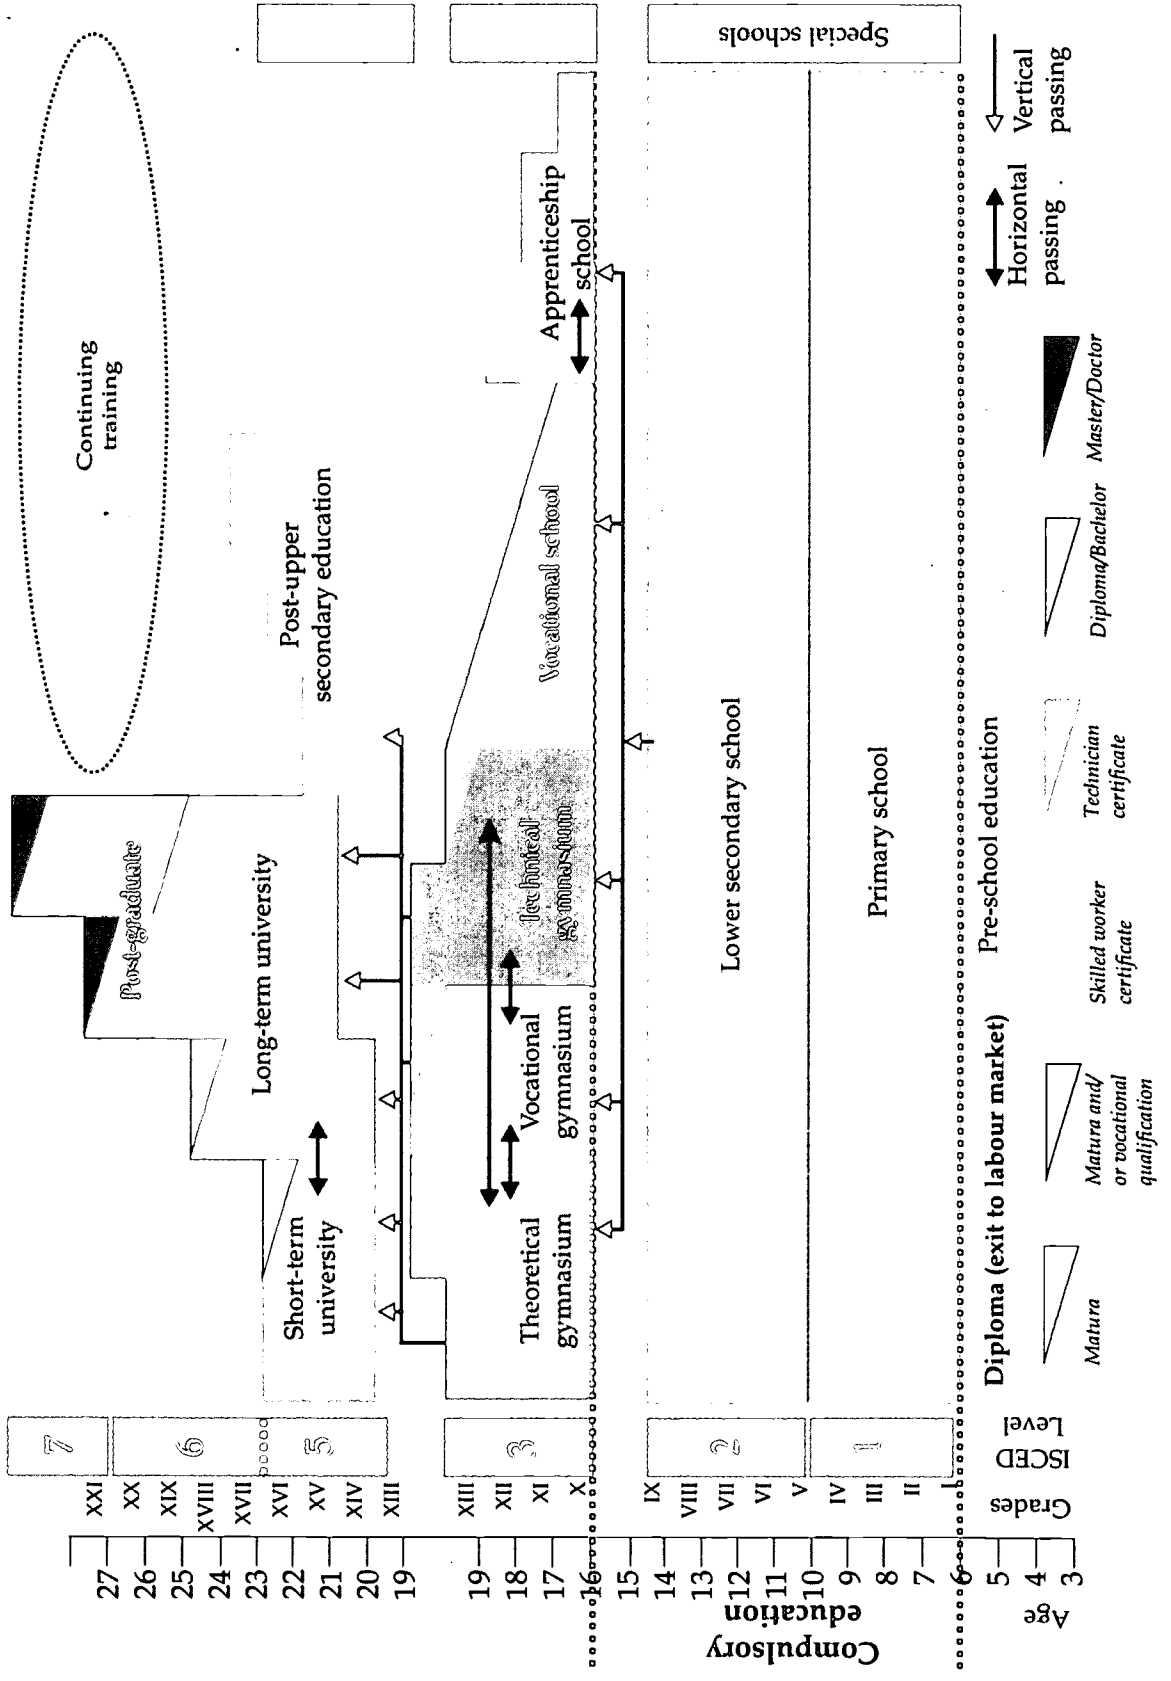 Continuing
training
Post-graduate
Long-term university
Short-term
university
Post-upper
secondary education
Theoretical
gymnasium
Vocational
gymnasium
Technical
gymnasium
Vocational school
Apprenticeship
school
Lower secondary school
Primary school
Pre-school education
Special schools
Compulsory
education
Age
27
26
25
24
23
22
21
20
19
19
18
17
16
15
14
13
12
11
10
9
8
7
6
5
4
3
Grades
XXI
XX
XIX
XVIII
XVII
XVI
XV
XIV
XIII
XIII
XII
XI
X
IX
VIII
VII
VI
V
IV
III
II
I
ISCED
Level
7
6
5
3
2
1
Diploma (exit to labour market)
Matura
Matura and/
or vocational
qualification
Skilled worker
certificate
Technician
certificate
Diploma/Bachelor
Master/Doctor
Horizontal
passing
Vertical
passing